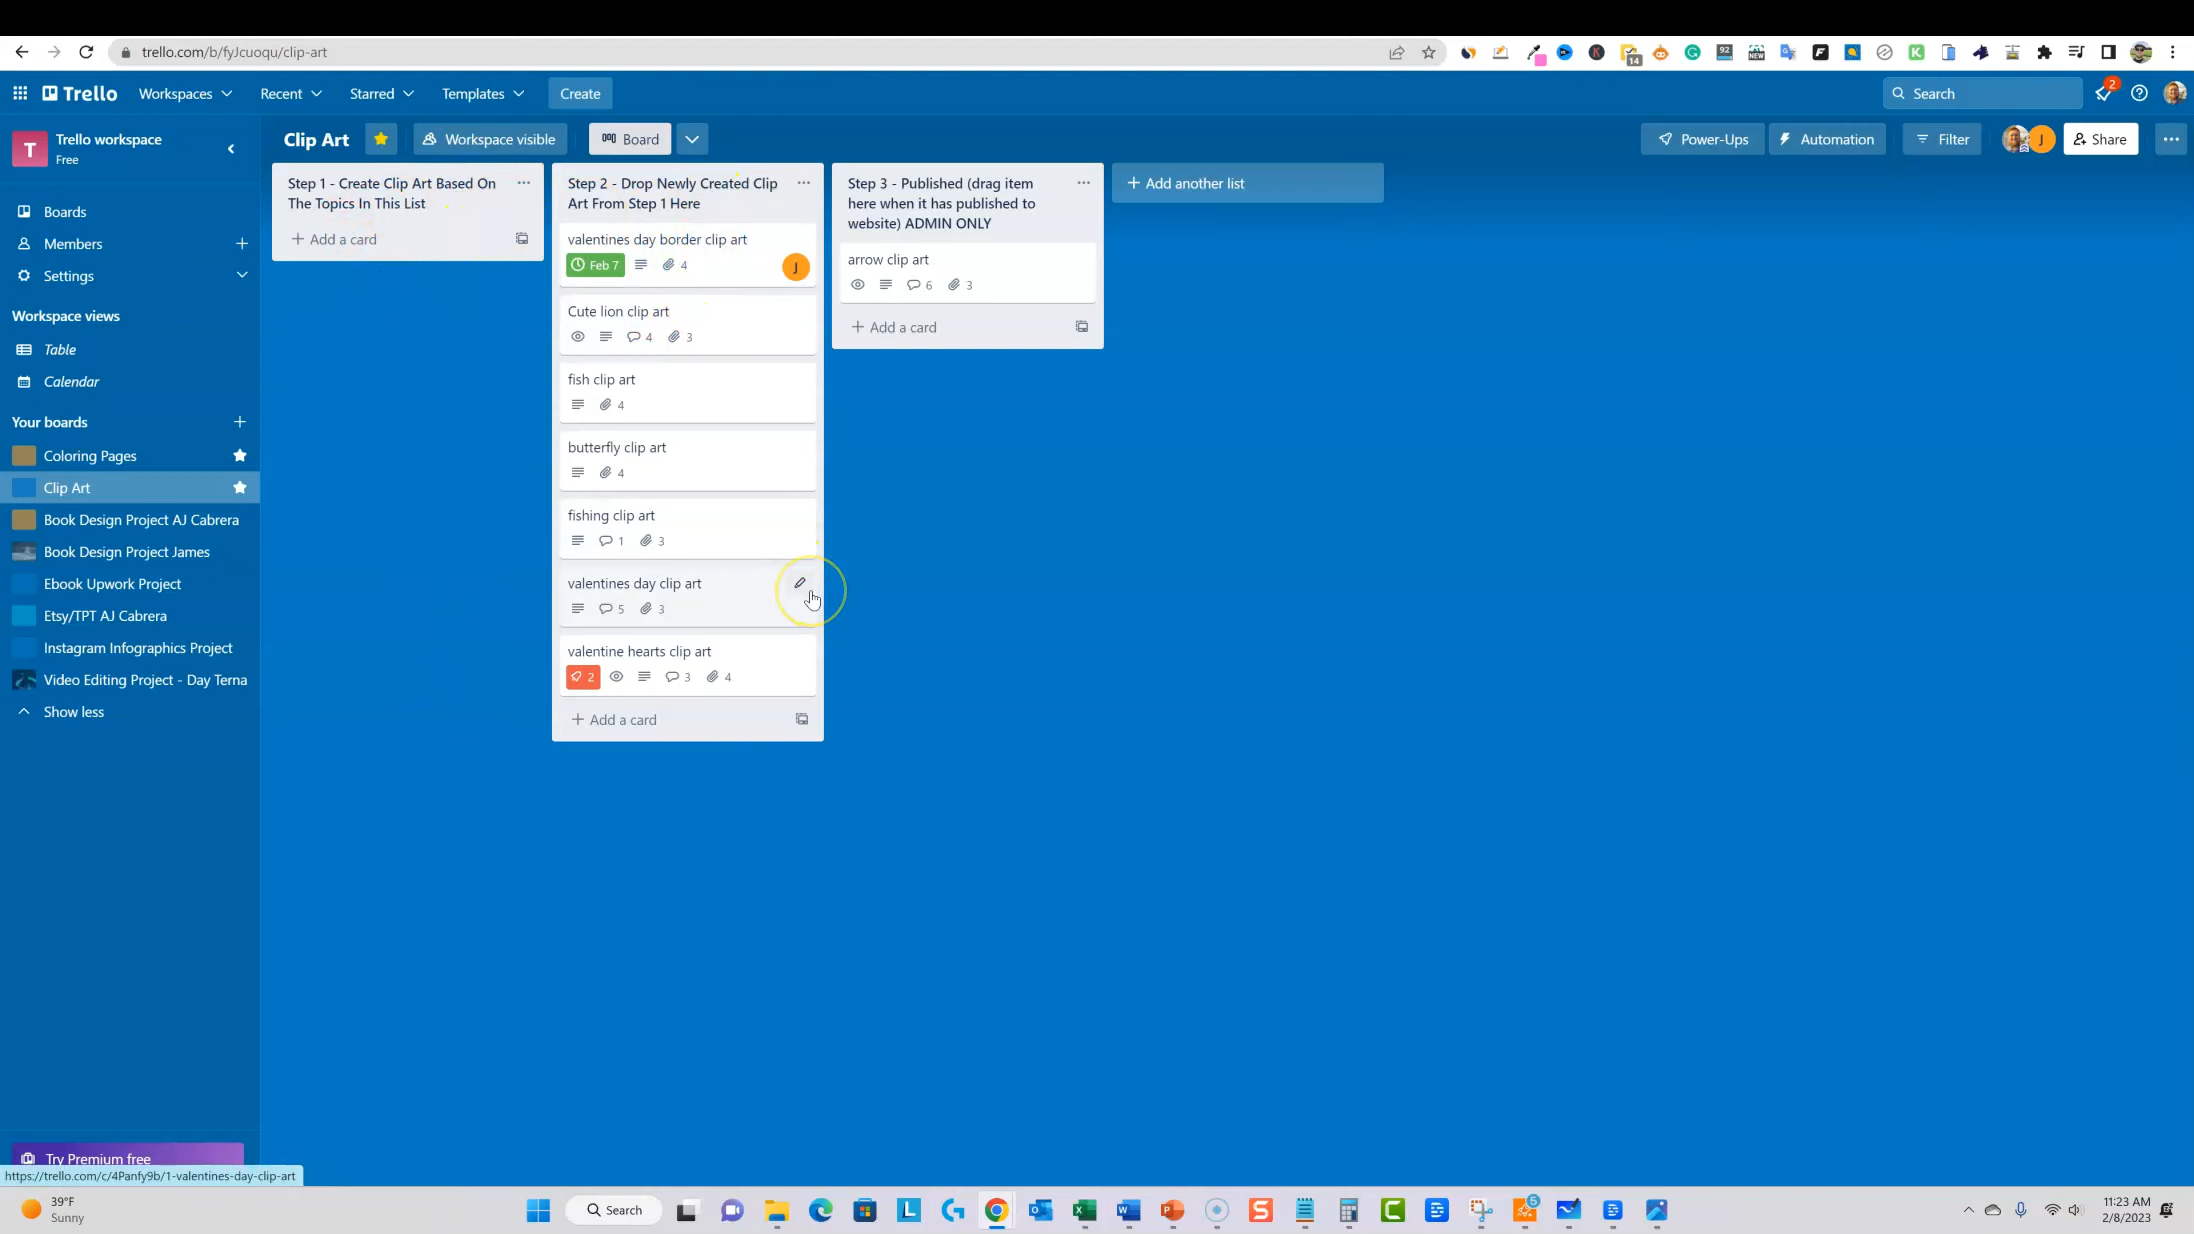 trello.com/b/fyJcuoqu/clip-art
14
92
NEW
Trello
Workspaces
Recent
Starred
Templates
Create
Search
2
T
Trello workspace
Free
Clip Art
Workspace visible
Board
Power-Ups
Automation
Filter
J
Share
Boards
Members
Settings
Workspace views
Table
Calendar
Your boards
Coloring Pages
Clip Art
Book Design Project AJ Cabrera
Book Design Project James
Ebook Upwork Project
Etsy/TPT AJ Cabrera
Instagram Infographics Project
Video Editing Project - Day Terna
Show less
Try Premium free
https://trello.com/c/4Panfy9b/1-valentines-day-clip-art
Step 1 - Create Clip Art Based On
The Topics In This List
Add a card
Step 2 - Drop Newly Created Clip
Art From Step 1 Here
valentines day border clip art
Feb 7 4 J
Cute lion clip art
4 3
fish clip art
4
butterfly clip art
4
fishing clip art
1 3
valentines day clip art
5 3
valentine hearts clip art
2 3 4
Add a card
Step 3 - Published (drag item
here when it has published to
website) ADMIN ONLY
arrow clip art
6 3
Add a card
Add another list
39°F
Sunny
Search
5
11:23 AM
2/8/2023